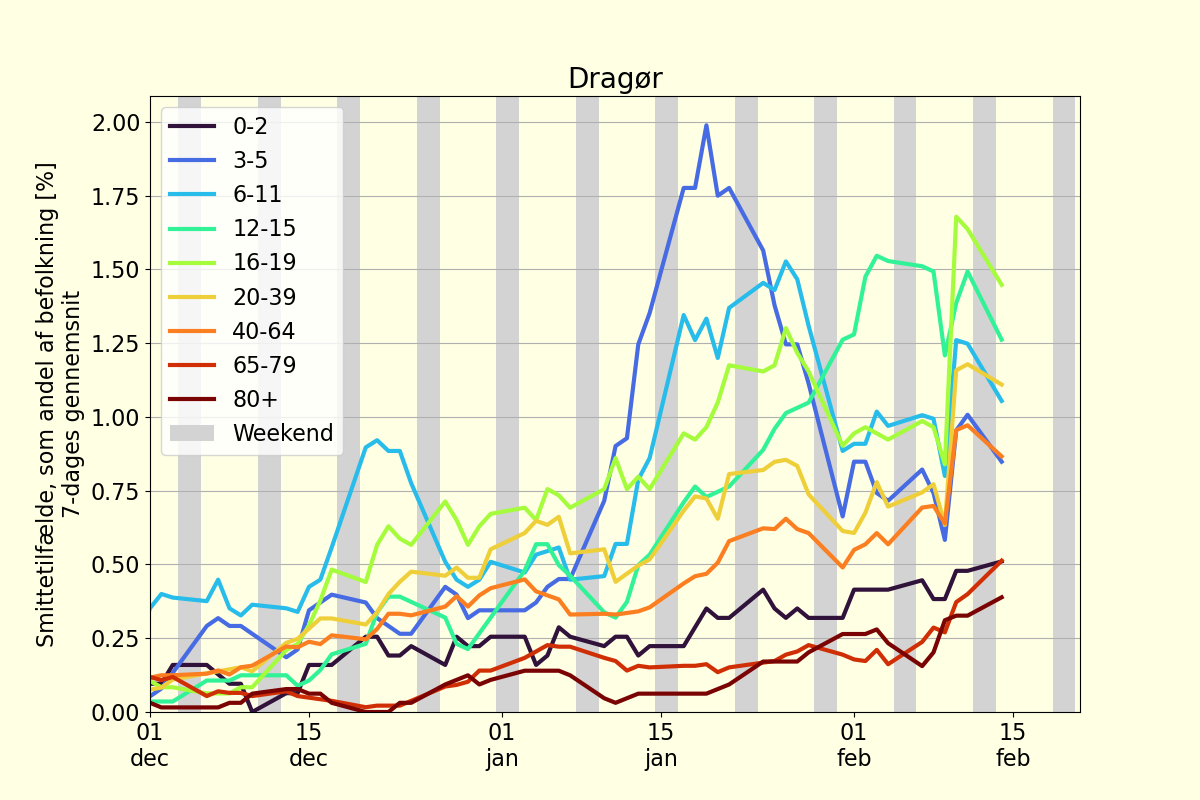 Dragør
Smittetilfælde, som andel af befolkning [%]
7-dages gennemsnit
2.00
1.75
1.50
1.25
1.00
0.75
0.50
0.25
0.00
0-2
3-5
6-11
12-15
16-19
20-39
40-64
65-79
80+
Weekend
01
dec
15
dec
01
jan
15
jan
01
feb
15
feb